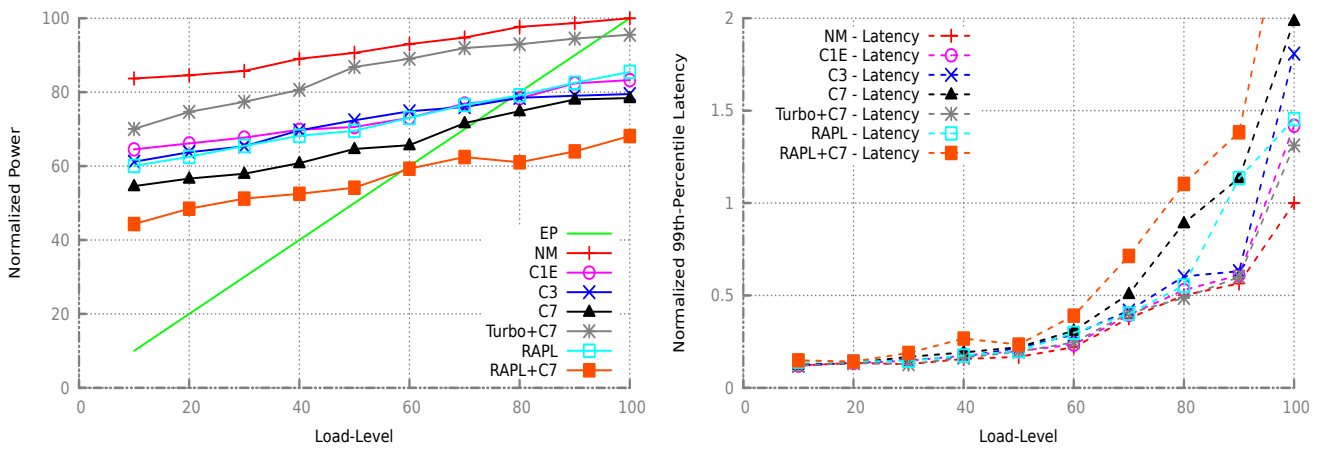 Normalized Power
100
80
60
40
20
0
0 20 40 60 80 100
Load-Level
EP
NM
C1E
C3
C7
Turbo+C7
RAPL
RAPL+C7
Normalized 99th-Percentile Latency
2
1.5
1
0.5
0
0 20 40 60 80 100
Load-Level
NM - Latency
C1E - Latency
C3 - Latency
C7 - Latency
Turbo+C7 - Latency
RAPL - Latency
RAPL+C7 - Latency